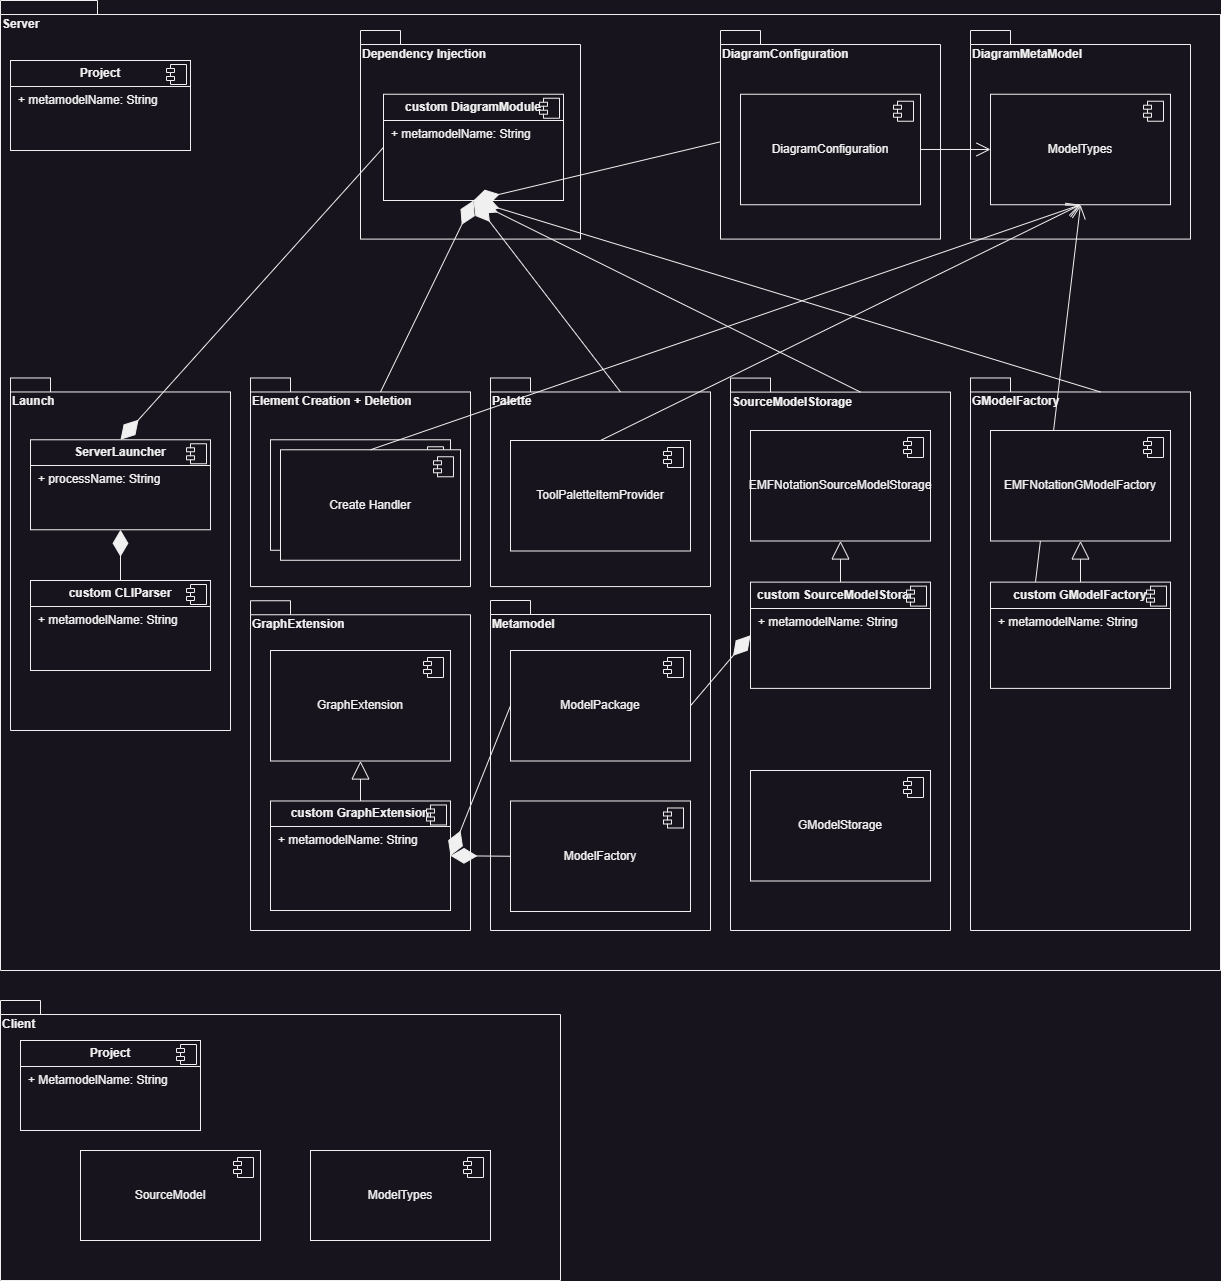 Server
Project
+ metamodelName: String
Dependency Injection
custom DiagramModule
+ metamodelName: String
DiagramConfiguration
DiagramConfiguration
DiagramMetaModel
ModelTypes
Launch
ServerLauncher
+ processName: String
custom CLIParser
+ metamodelName: String
Element Creation + Deletion
Create Handler
Palette
ToolPaletteItemProvider
SourceModelStorage
EMFNotationSourceModelStorage
custom SourceModelStora
+ metamodelName: String
GModelStorage
GModelFactory
EMFNotationGModelFactory
custom GModelFactory
+ metamodelName: String
GraphExtension
GraphExtension
custom GraphExtension
+ metamodelName: String
Metamodel
ModelPackage
ModelFactory
Client
Project
+ MetamodelName: String
SourceModel
ModelTypes